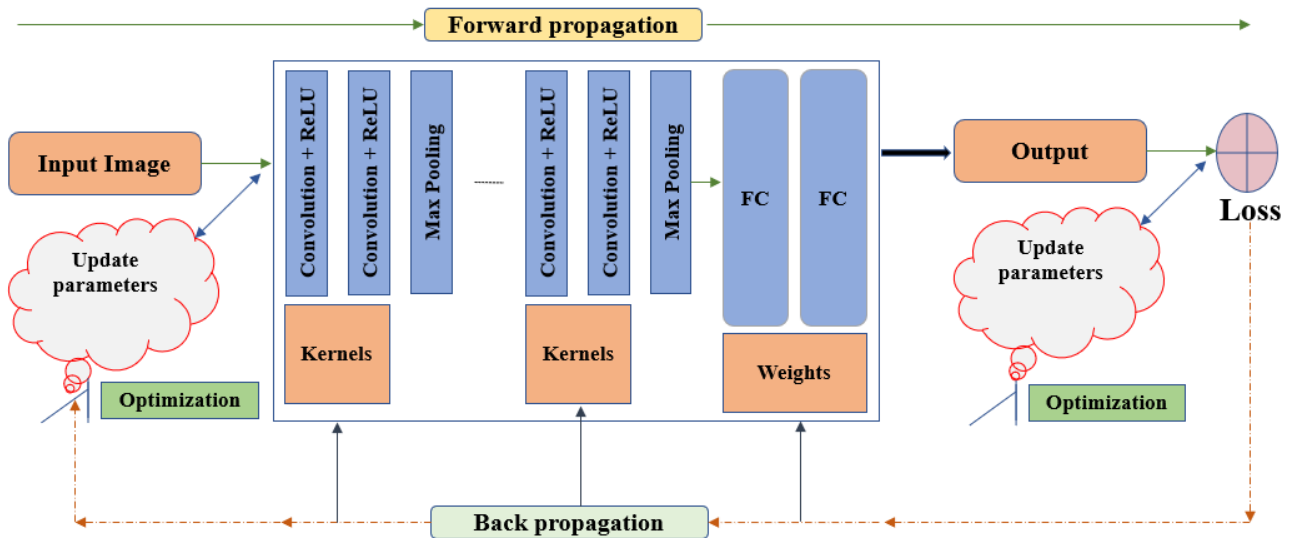 Forward propagation
Input Image
Convolution + ReLU
Convolution + ReLU
Max Pooling
Convolution + ReLU
Convolution + ReLU
Max Pooling
FC
FC
Output
Loss
Update
parameters
Update
parameters
Kernels
Kernels
Weights
Optimization
Optimization
Back propagation